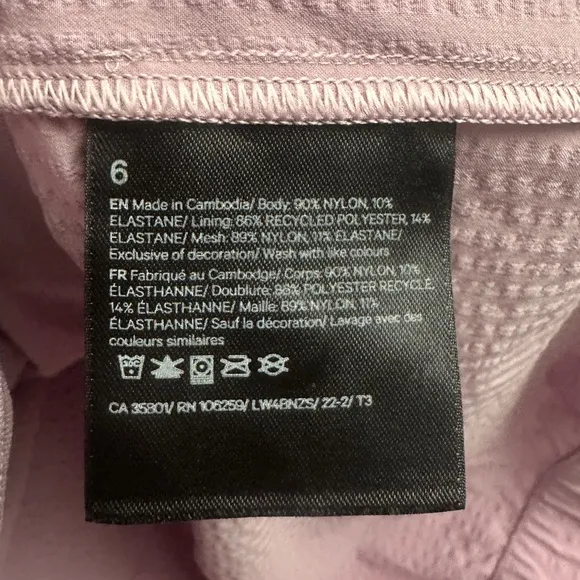 6
EN Made in Cambodia/ Body: 90% NYLON, 10%
ELASTANE/ Lining: 86% RECYCLED POLYESTER, 14%
ELASTANE/ Mesh: 89% NYLON, 11% ELASTANE/
Exclusive of decoration/ Wash with like colours
FR Fabriqué au Cambodge/ Corps: 90% NYLON, 10%
ÉLASTHANNE/ Doublure: 86% POLYESTER RECYCLÉ,
14% ÉLASTHANNE/ Maille: 89% NYLON, 11%
ÉLASTHANNE/ Sauf la décoration/ Lavage avec des
couleurs similaires
30C
CA 35801/ RN 106259/ LW4BNZS/ 22-2/ T3